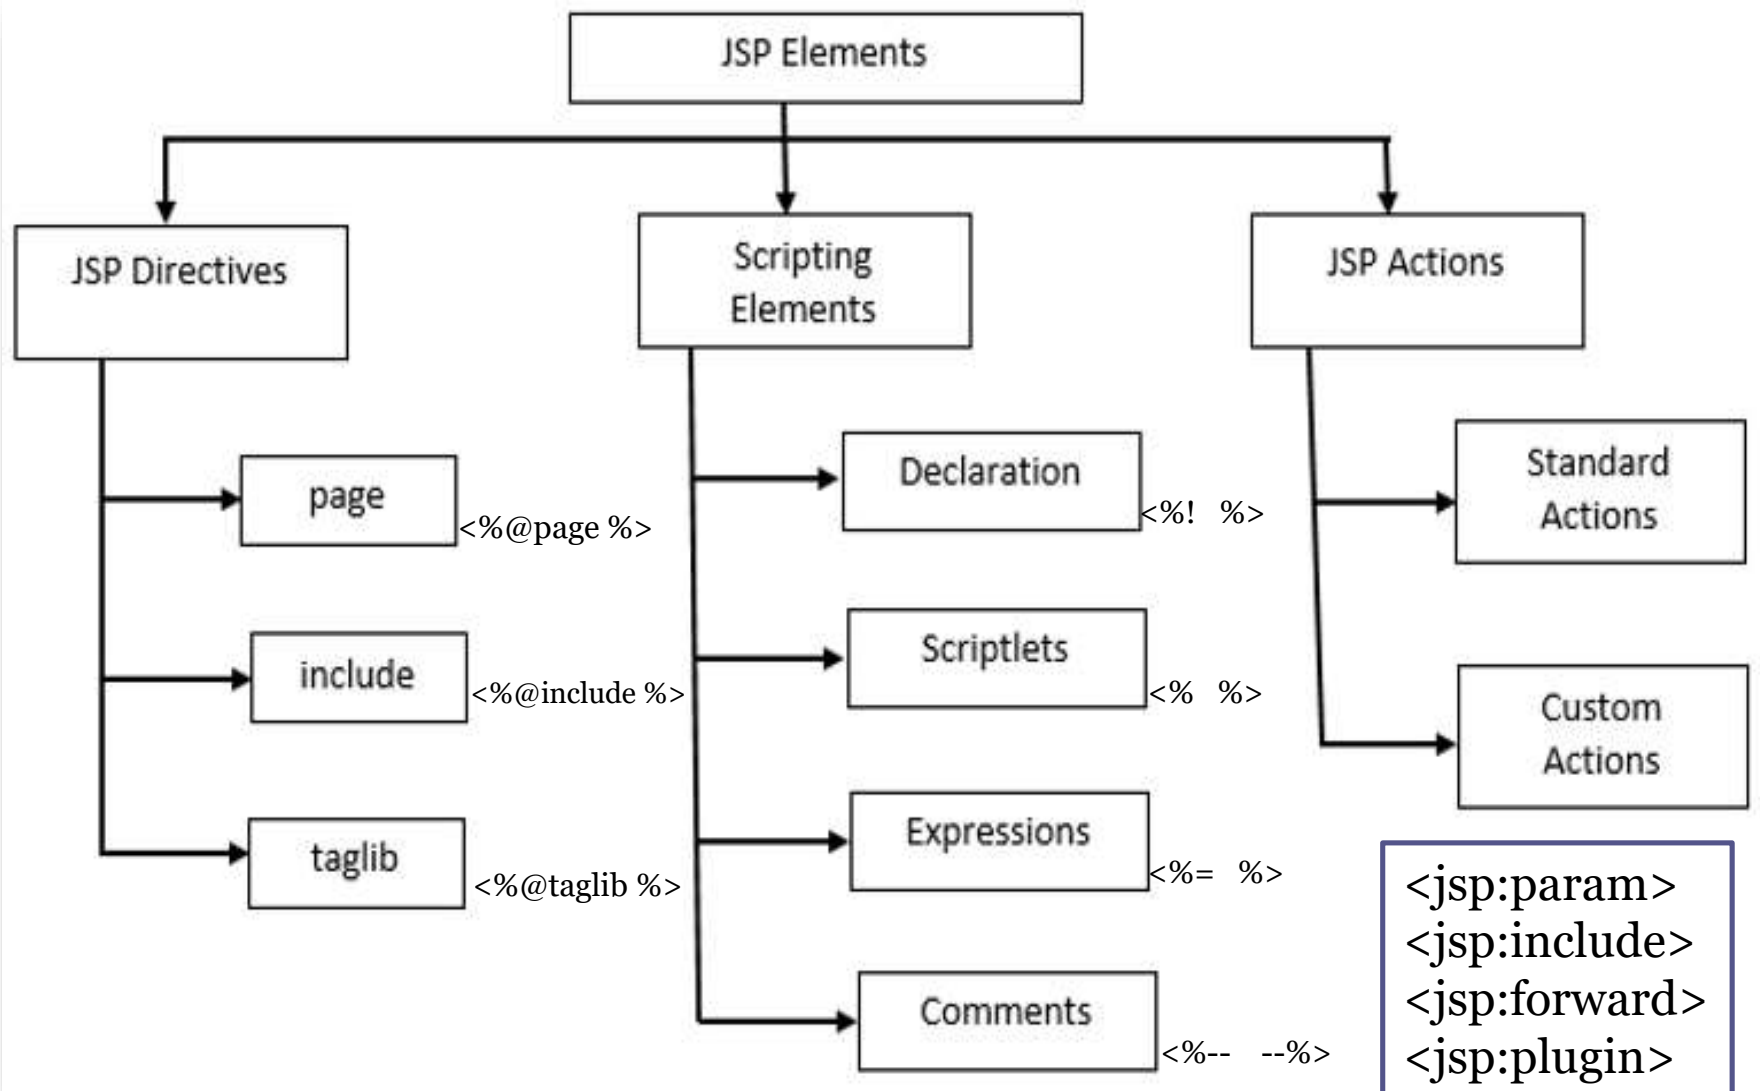 JSP Elements
JSP Directives
Scripting
Elements
JSP Actions
page
<%@page %>
include
<%@include %>
taglib
<%@taglib %>
Declaration
<%!   %>
Scriptlets
<%   %>
Expressions
<%=   %>
Comments
<%--   --%>
Standard
Actions
Custom
Actions
<jsp:param>
<jsp:include>
<jsp:forward>
<jsp:plugin>